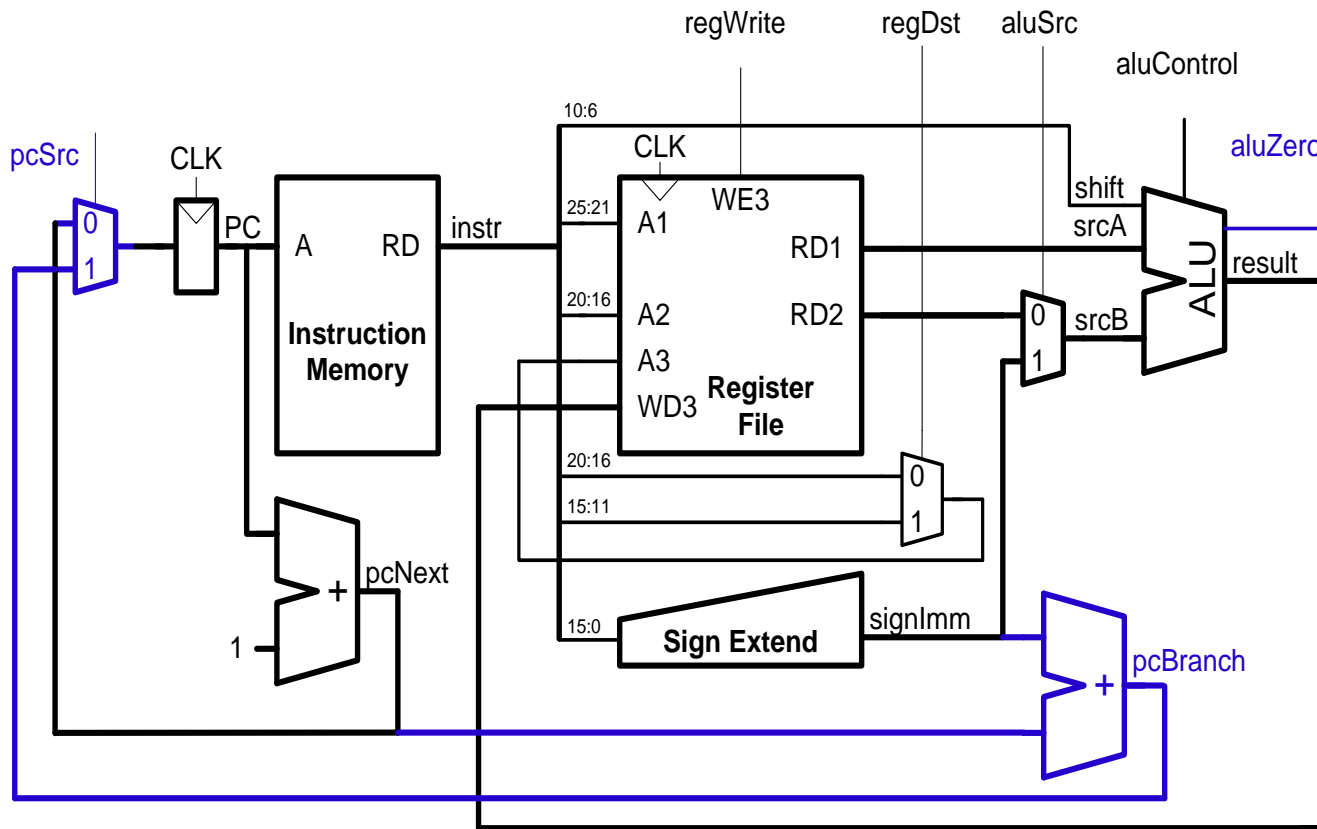 regWrite
regDst
aluSrc
aluControl
pcSrc
CLK
10:6
CLK
aluZero
0
1
PC
A
RD
instr
Instruction
Memory
25:21
20:16
A1
WE3
A2
A3
WD3
RD1
RD2
Register
File
shift
srcA
srcB
ALU
result
0
1
20:16
15:11
0
1
+
1
pcNext
15:0
Sign Extend
signImm
+
pcBranch